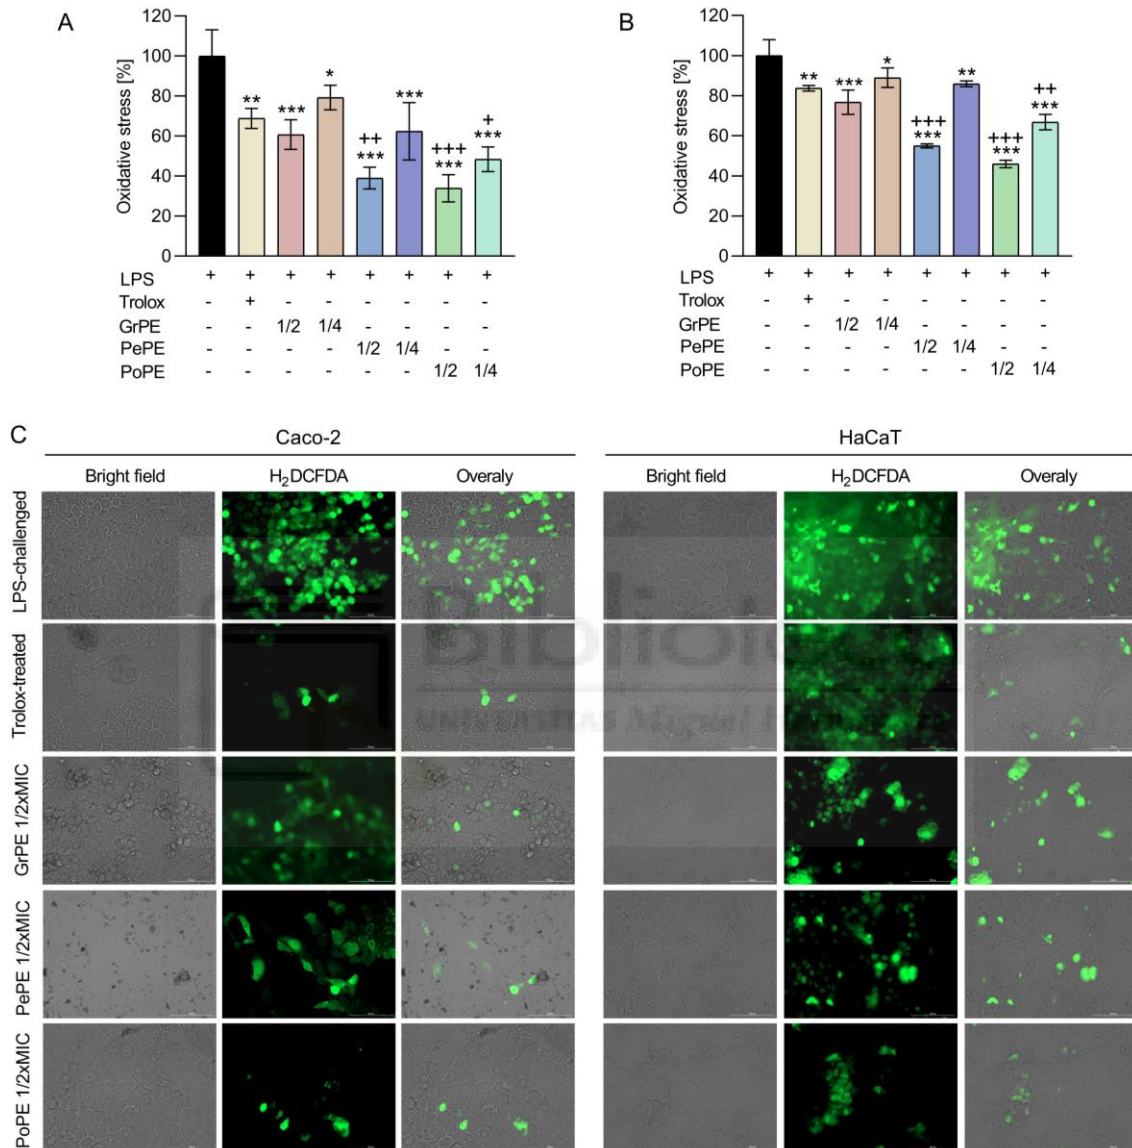 A
Oxidative stress [%]
120
100
80
60
40
20
0
**
***
*
++
***
***
+++
***
+
***
LPS + + + + + + + +
Trolox - + - - - - - -
GrPE - - 1/2 1/4 - - - -
PePE - - - - 1/2 1/4 - -
PoPE - - - - - - 1/2 1/4
B
Oxidative stress [%]
120
100
80
60
40
20
0
**
***
*
+++
***
**
+++
***
++
***
LPS + + + + + + + +
Trolox - + - - - - - -
GrPE - - 1/2 1/4 - - - -
PePE - - - - 1/2 1/4 - -
PoPE - - - - - - 1/2 1/4
C
Caco-2 HaCaT
Bright field H₂DCFDA Overaly Bright field H₂DCFDA Overaly
LPS-challenged
Trolox-treated
GrPE 1/2xMIC
PePE 1/2xMIC
PoPE 1/2xMIC
UNIVERSITAS Miguel